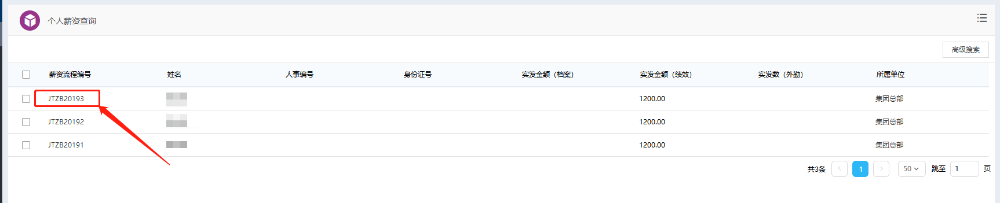 个人薪资查询
高级搜索
薪资流程编号 姓名 人事编号 身份证号 实发金额（档案） 实发金额（绩效） 实发数（外勤） 所属单位
JTZB20193 1200.00 集团总部
JTZB20192 1200.00 集团总部
JTZB20191 1200.00 集团总部
共3条 1 50 跳至 1 页